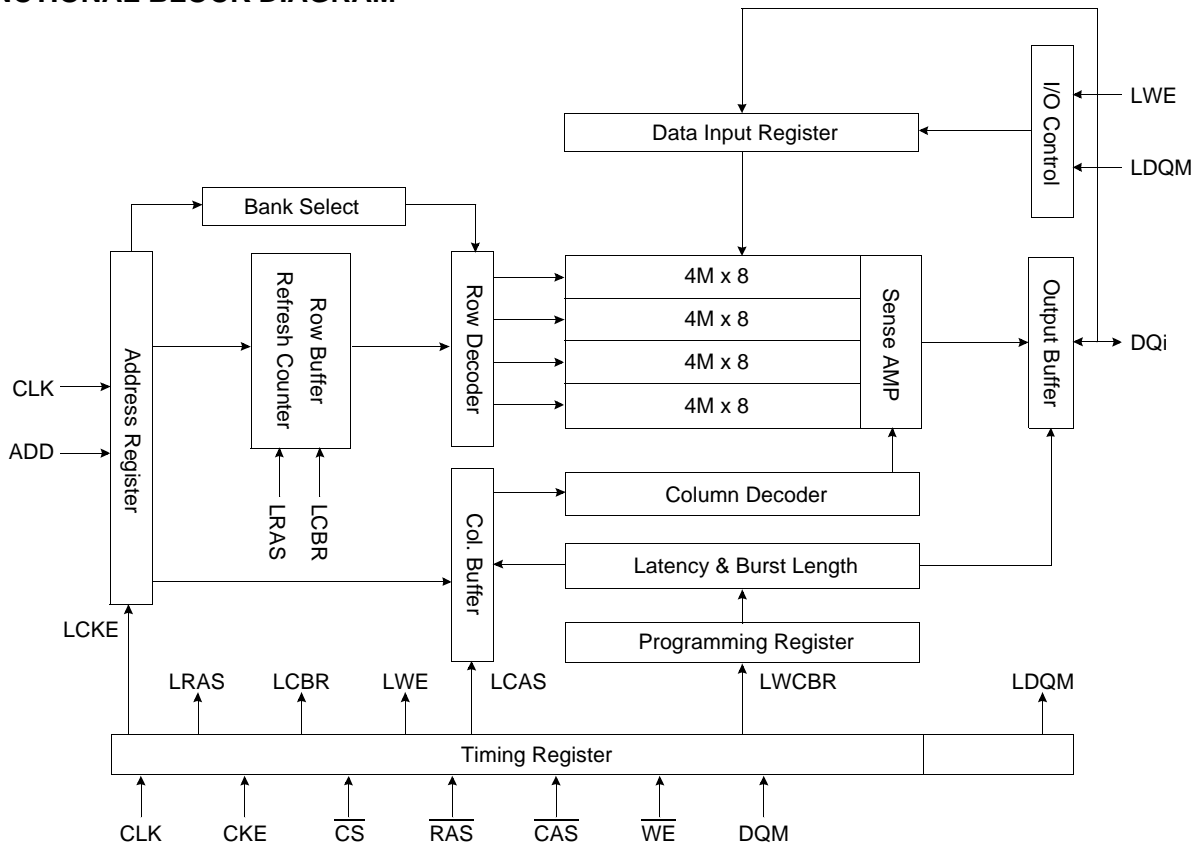 LWE
I/O Control
Data Input Register
LDQM
Bank Select
4M x 8
4M x 8
4M x 8
4M x 8
Sense AMP
Output Buffer
DQi
Row Decoder
Row Buffer
Refresh Counter
Address Register
CLK
ADD
LRAS
LCBR
Col. Buffer
Column Decoder
Latency & Burst Length
Programming Register
LCKE
LRAS
LCBR
LWE
LCAS
LWCBR
LDQM
Timing Register
CLK
CKE
CS
RAS
CAS
WE
DQM